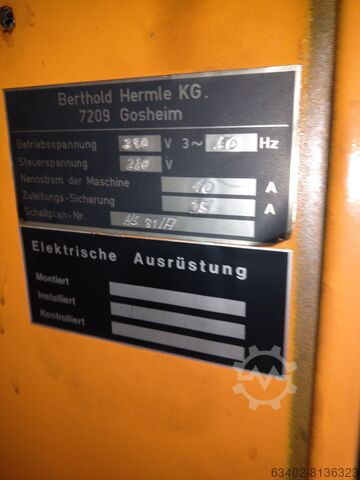 Berthold Hermle KG.
7209 Gosheim
Betriebsspannung 380 V 3~ 50 Hz
Steuerspannung 220 V
Nennstrom der Maschine 40 A
Zuleitungs-Sicherung A
Schaltplan-Nr.
Elektrische Ausrüstung
Montiert
Installiert
Kontrolliert
63402-8136323